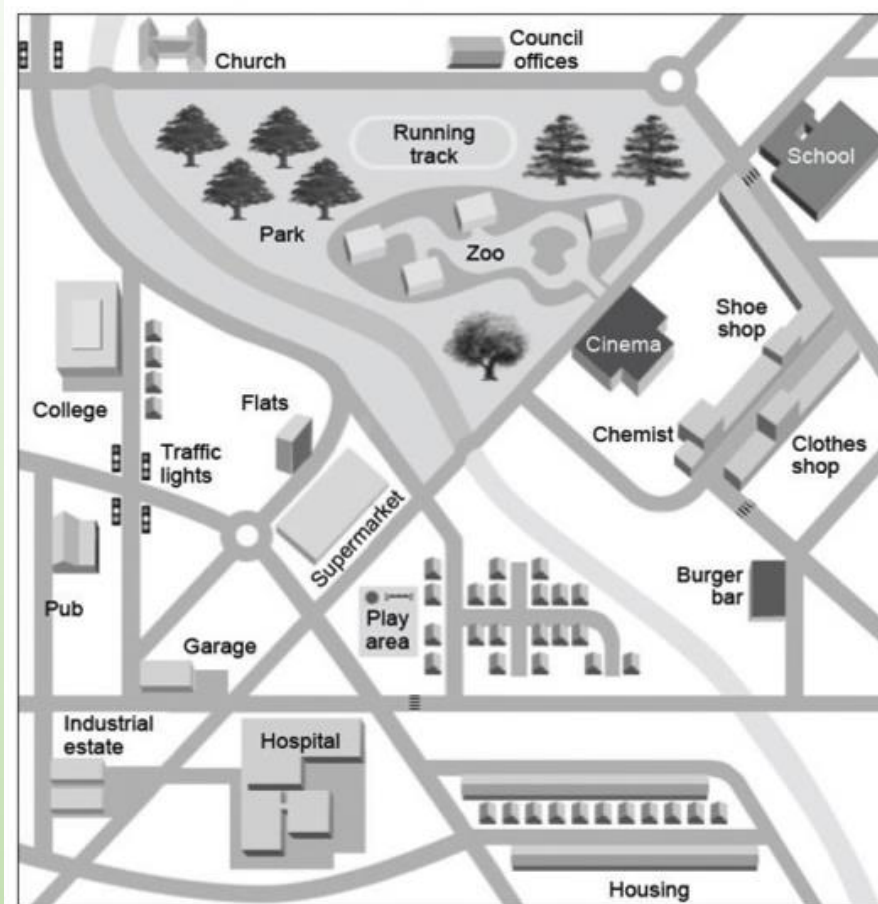 Church
Council
offices
Running
track
School
Park
Zoo
Shoe
shop
Cinema
College
Flats
Chemist
Clothes
shop
Traffic
lights
Supermarket
Burger
bar
Pub
Play
area
Garage
Industrial
estate
Hospital
Housing